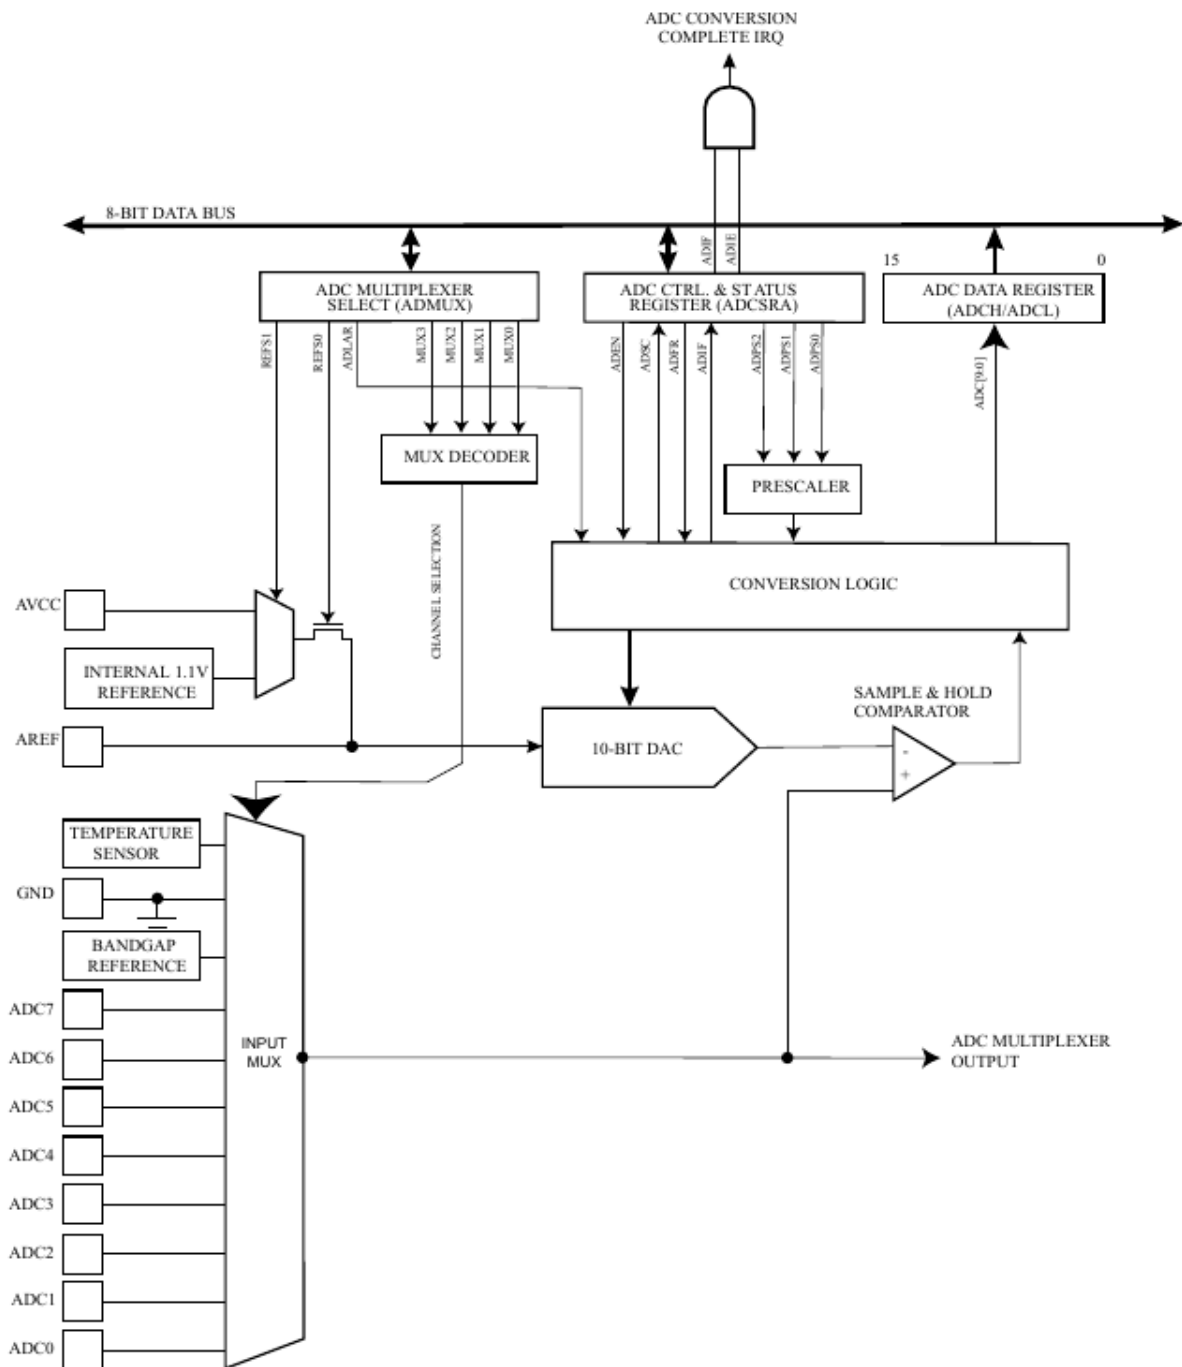 ADC CONVERSION
COMPLETE IRQ
8-BIT DATA BUS
ADIF
ADIE
15
0
ADC MULTIPLEXER
SELECT (ADMUX)
ADC CTRL. & STATUS
REGISTER (ADCSRA)
ADC DATA REGISTER
(ADCH/ADCL)
REFS1
REFS0
ADLAR
MUX3
MUX2
MUX1
MUX0
ADEN
ADSC
ADFR
ADIF
ADPS2
ADPS1
ADPS0
ADC[9:0]
MUX DECODER
PRESCALER
CHANNEL SELECTION
CONVERSION LOGIC
AVCC
INTERNAL 1.1V
REFERENCE
SAMPLE & HOLD
COMPARATOR
AREF
10-BIT DAC
-
+
TEMPERATURE
SENSOR
GND
BANDGAP
REFERENCE
ADC7
INPUT
MUX
ADC MULTIPLEXER
OUTPUT
ADC6
ADC5
ADC4
ADC3
ADC2
ADC1
ADC0